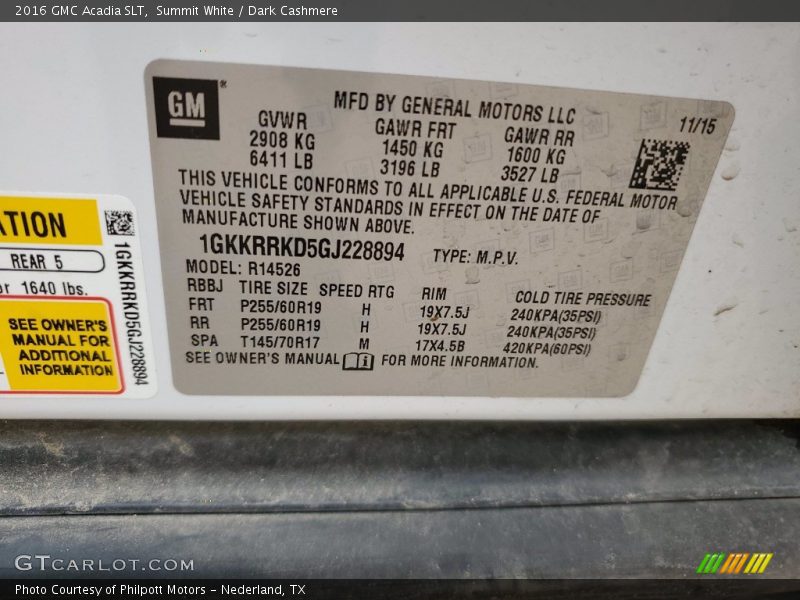 2016 GMC Acadia SLT, Summit White / Dark Cashmere
GM
MFD BY GENERAL MOTORS LLC
11/15
GVWR GAWR FRT GAWR RR
2908 KG 1450 KG 1600 KG
6411 LB 3196 LB 3527 LB
THIS VEHICLE CONFORMS TO ALL APPLICABLE U.S. FEDERAL MOTOR
VEHICLE SAFETY STANDARDS IN EFFECT ON THE DATE OF
MANUFACTURE SHOWN ABOVE.
1GKKRRKD5GJ228894 TYPE: M.P.V.
MODEL: R14526
RBBJ TIRE SIZE SPEED RTG RIM COLD TIRE PRESSURE
FRT P255/60R19 H 19X7.5J 240KPA(35PSI)
RR P255/60R19 H 19X7.5J 240KPA(35PSI)
SPA T145/70R17 M 17X4.5B 420KPA(60PSI)
SEE OWNER'S MANUAL FOR MORE INFORMATION.
ATION
REAR 5
or 1640 lbs.
SEE OWNER'S
MANUAL FOR
ADDITIONAL
INFORMATION
1GKKRRKD5GJ228894
GTCARLOT.COM
Photo Courtesy of Philpott Motors - Nederland, TX